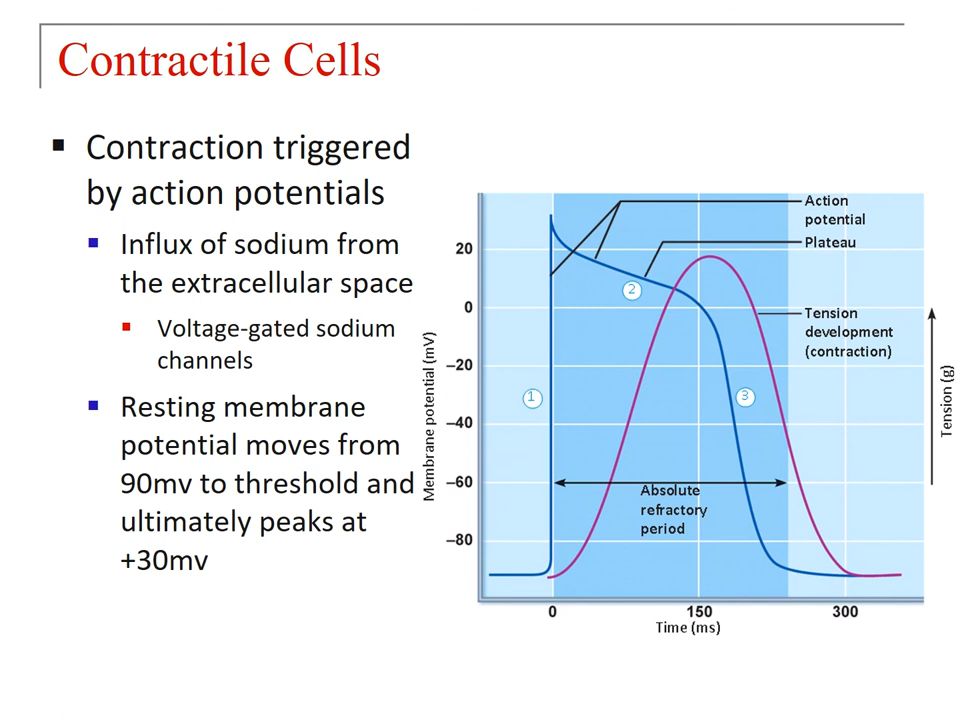 Contractile Cells
▪ Contraction triggered
by action potentials
▪ Influx of sodium from
the extracellular space
▪ Voltage-gated sodium
channels
▪ Resting membrane
potential moves from
90mv to threshold and
ultimately peaks at
+30mv
Membrane potential (mV)
20
0
–20
–40
–60
–80
Action
potential
Plateau
Tension
development
(contraction)
1
2
3
Absolute
refractory
period
Tension (g)
0
150
300
Time (ms)